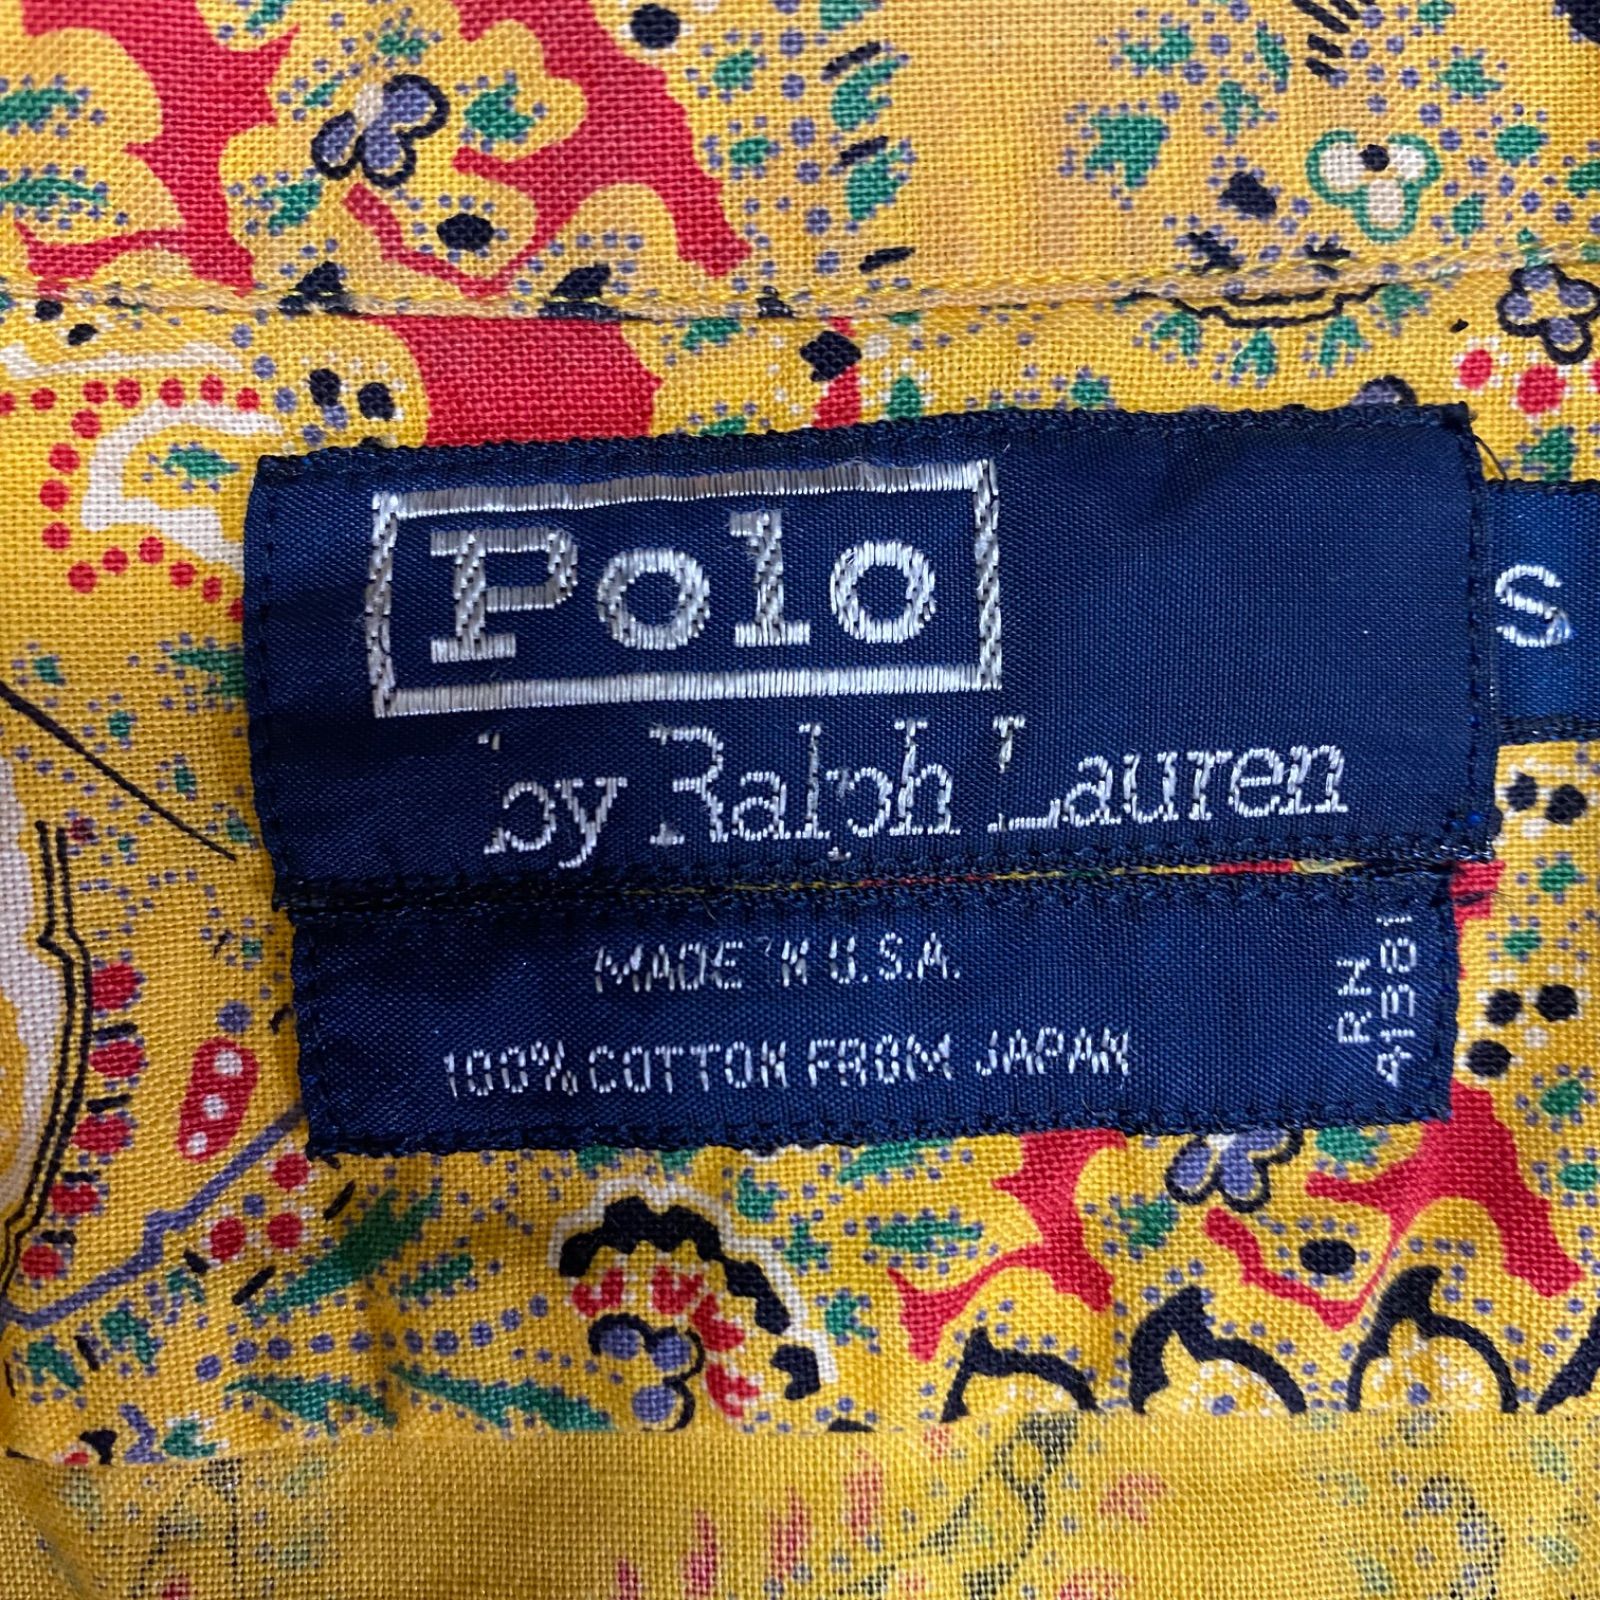 Polo
by Ralph Lauren
S
MADE IN U.S.A.
100% COTTON FROM JAPAN
RN
41381